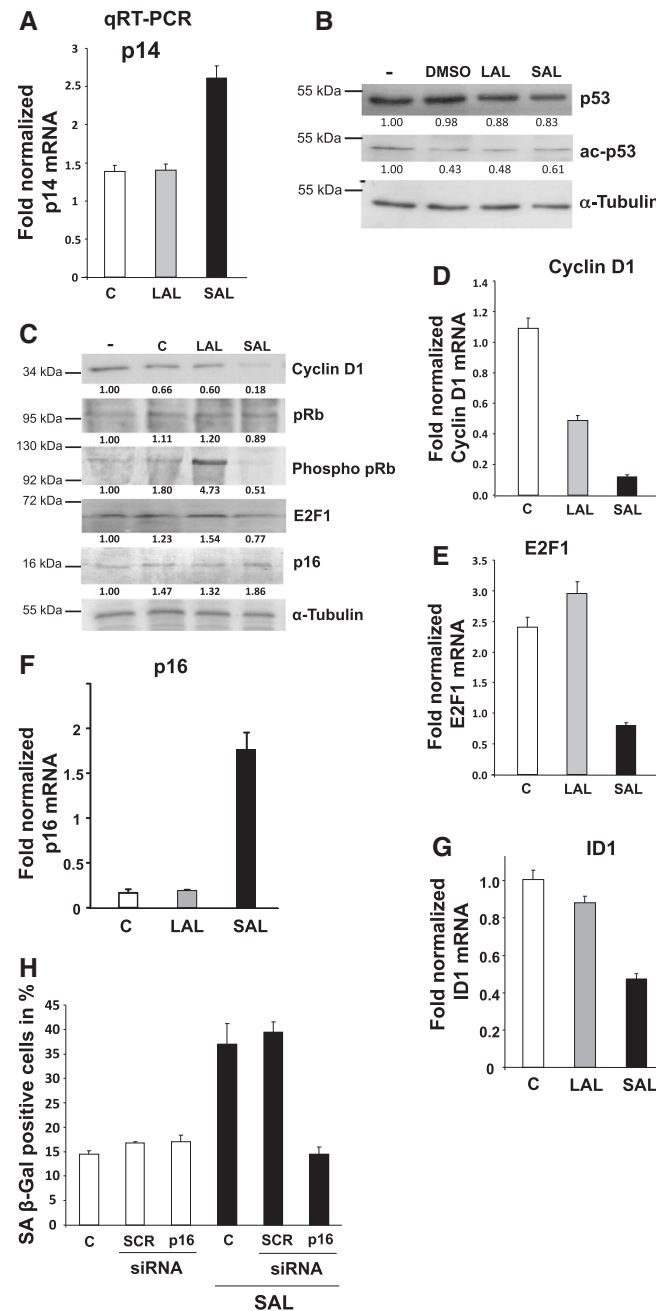 A
qRT-PCR
p14
Fold normalized
p14 mRNA
3
2.5
2
1.5
1
0.5
0
C LAL SAL
B
- DMSO LAL SAL
55 kDa
p53
1.00 0.98 0.88 0.83
55 kDa
ac-p53
1.00 0.43 0.48 0.61
55 kDa
α-Tubulin
C
- C LAL SAL
34 kDa
Cyclin D1
1.00 0.66 0.60 0.18
95 kDa
pRb
1.00 1.11 1.20 0.89
130 kDa
Phospho pRb
92 kDa
1.00 1.80 4.73 0.51
72 kDa
E2F1
1.00 1.23 1.54 0.77
16 kDa
p16
1.00 1.47 1.32 1.86
55 kDa
α-Tubulin
D
Cyclin D1
Fold normalized
Cyclin D1 mRNA
1.4
1.2
1.0
0.8
0.6
0.4
0.2
0.0
C LAL SAL
E
E2F1
Fold normalized
E2F1 mRNA
3.5
3.0
2.5
2.0
1.5
1.0
0.5
0.0
C LAL SAL
F
p16
Fold normalized
p16 mRNA
2
1.5
1
0.5
0
C LAL SAL
G
ID1
Fold normalized
ID1 mRNA
1.0
0.8
0.6
0.4
0.2
0
C LAL SAL
H
SA β-Gal positive cells in %
45
40
35
30
25
20
15
10
5
0
C SCR p16 C SCR p16
siRNA siRNA
SAL